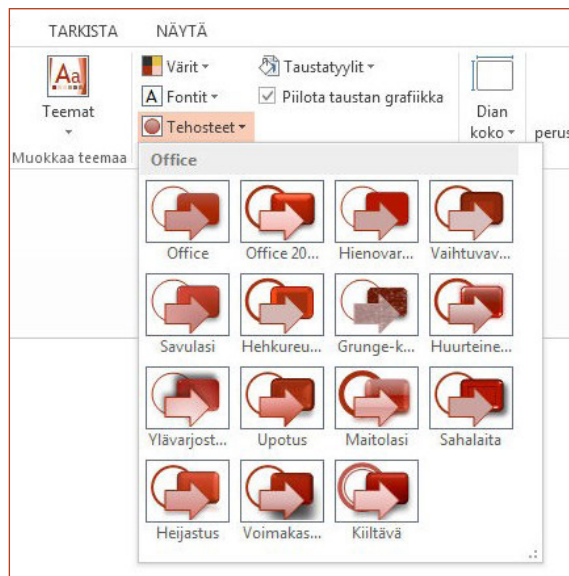 TARKISTA NÄYTÄ
Aa
Teemat
Muokkaa teemaa
Värit
Taustatyylit
A Fontit
Piilota taustan grafiikka
Tehosteet
Dian
koko
perus
Office
Office Office 20... Hienovar... Vaihtuvav...
Savulasi Hehkureu... Grunge-k... Huurteine...
Ylävarjost... Upotus Maitolasi Sahalaita
Heijastus Voimakas... Kiiltävä